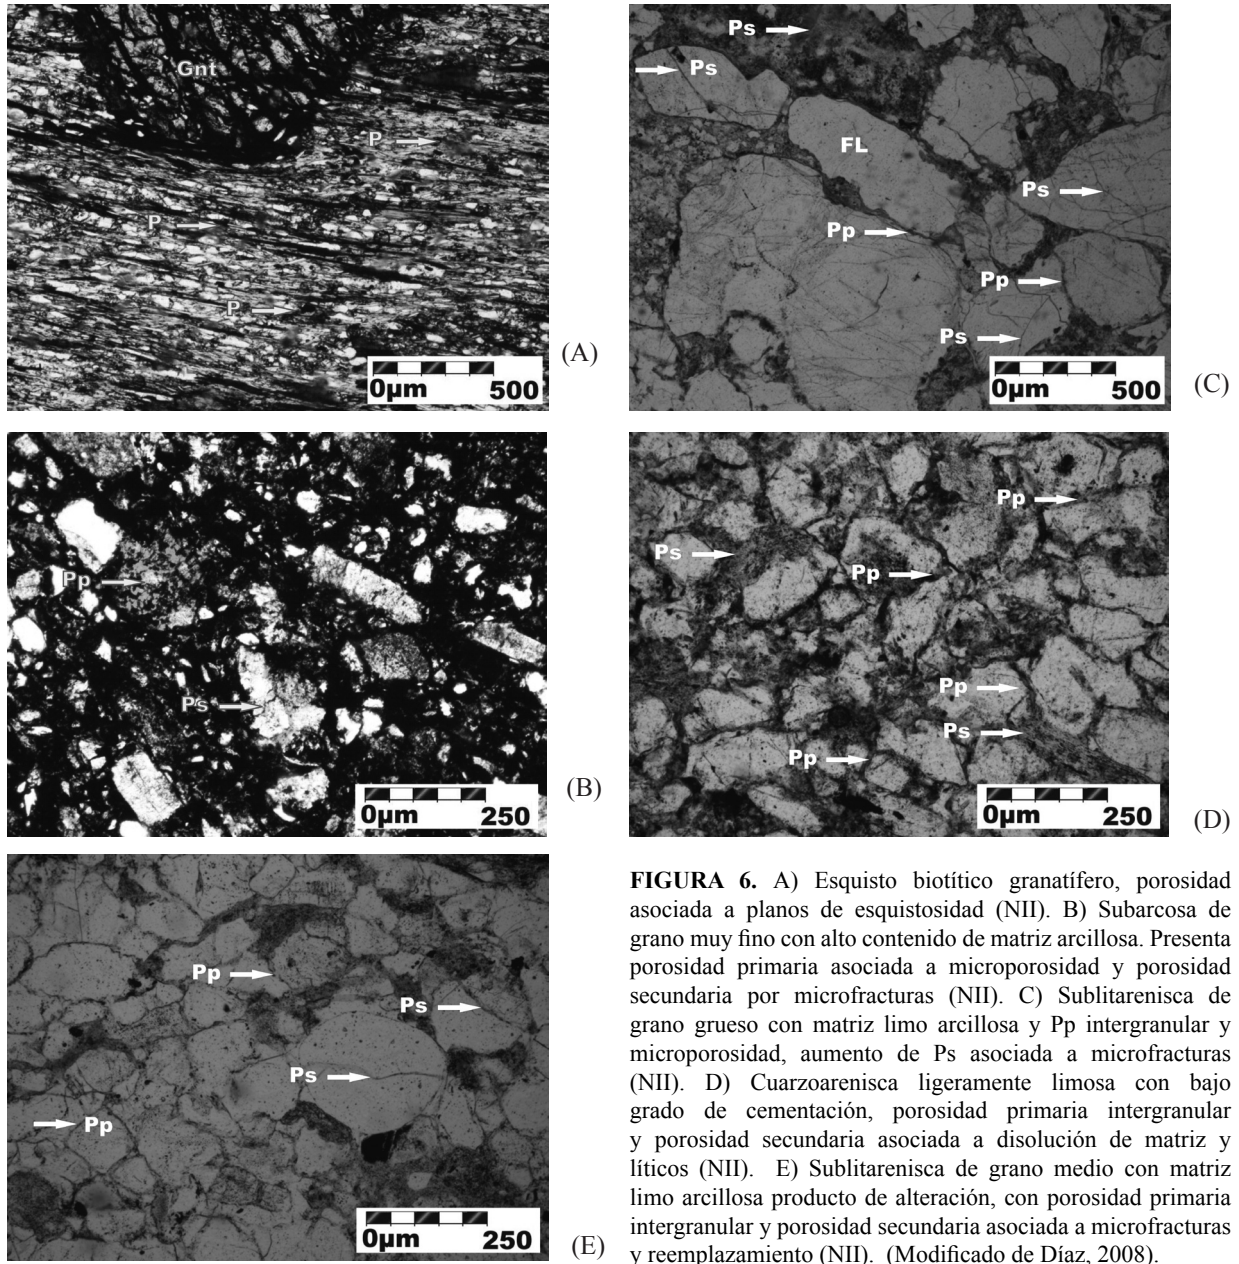 Gnt
P
P
P
0µm 500
(A)
Ps
Ps
FL
Ps
Pp
Pp
Ps
0µm 500
(C)
Pp
Ps
0µm 250
(B)
Pp
Ps
Pp
Pp
Ps
Pp
0µm 250
(D)
Pp
Ps
Ps
Pp
0µm 250
(E)
FIGURA 6. A) Esquisto biotítico granatífero, porosidad
asociada a planos de esquistosidad (NII). B) Subarcosa de
grano muy fino con alto contenido de matriz arcillosa. Presenta
porosidad primaria asociada a microporosidad y porosidad
secundaria por microfracturas (NII). C) Sublitarenisca de
grano grueso con matriz limo arcillosa y Pp intergranular y
microporosidad, aumento de Ps asociada a microfracturas
(NII). D) Cuarzoarenisca ligeramente limosa con bajo
grado de cementación, porosidad primaria intergranular
y porosidad secundaria asociada a disolución de matriz y
líticos (NII). E) Sublitarenisca de grano medio con matriz
limo arcillosa producto de alteración, con porosidad primaria
intergranular y porosidad secundaria asociada a microfracturas
y reemplazamiento (NII). (Modificado de Díaz, 2008).